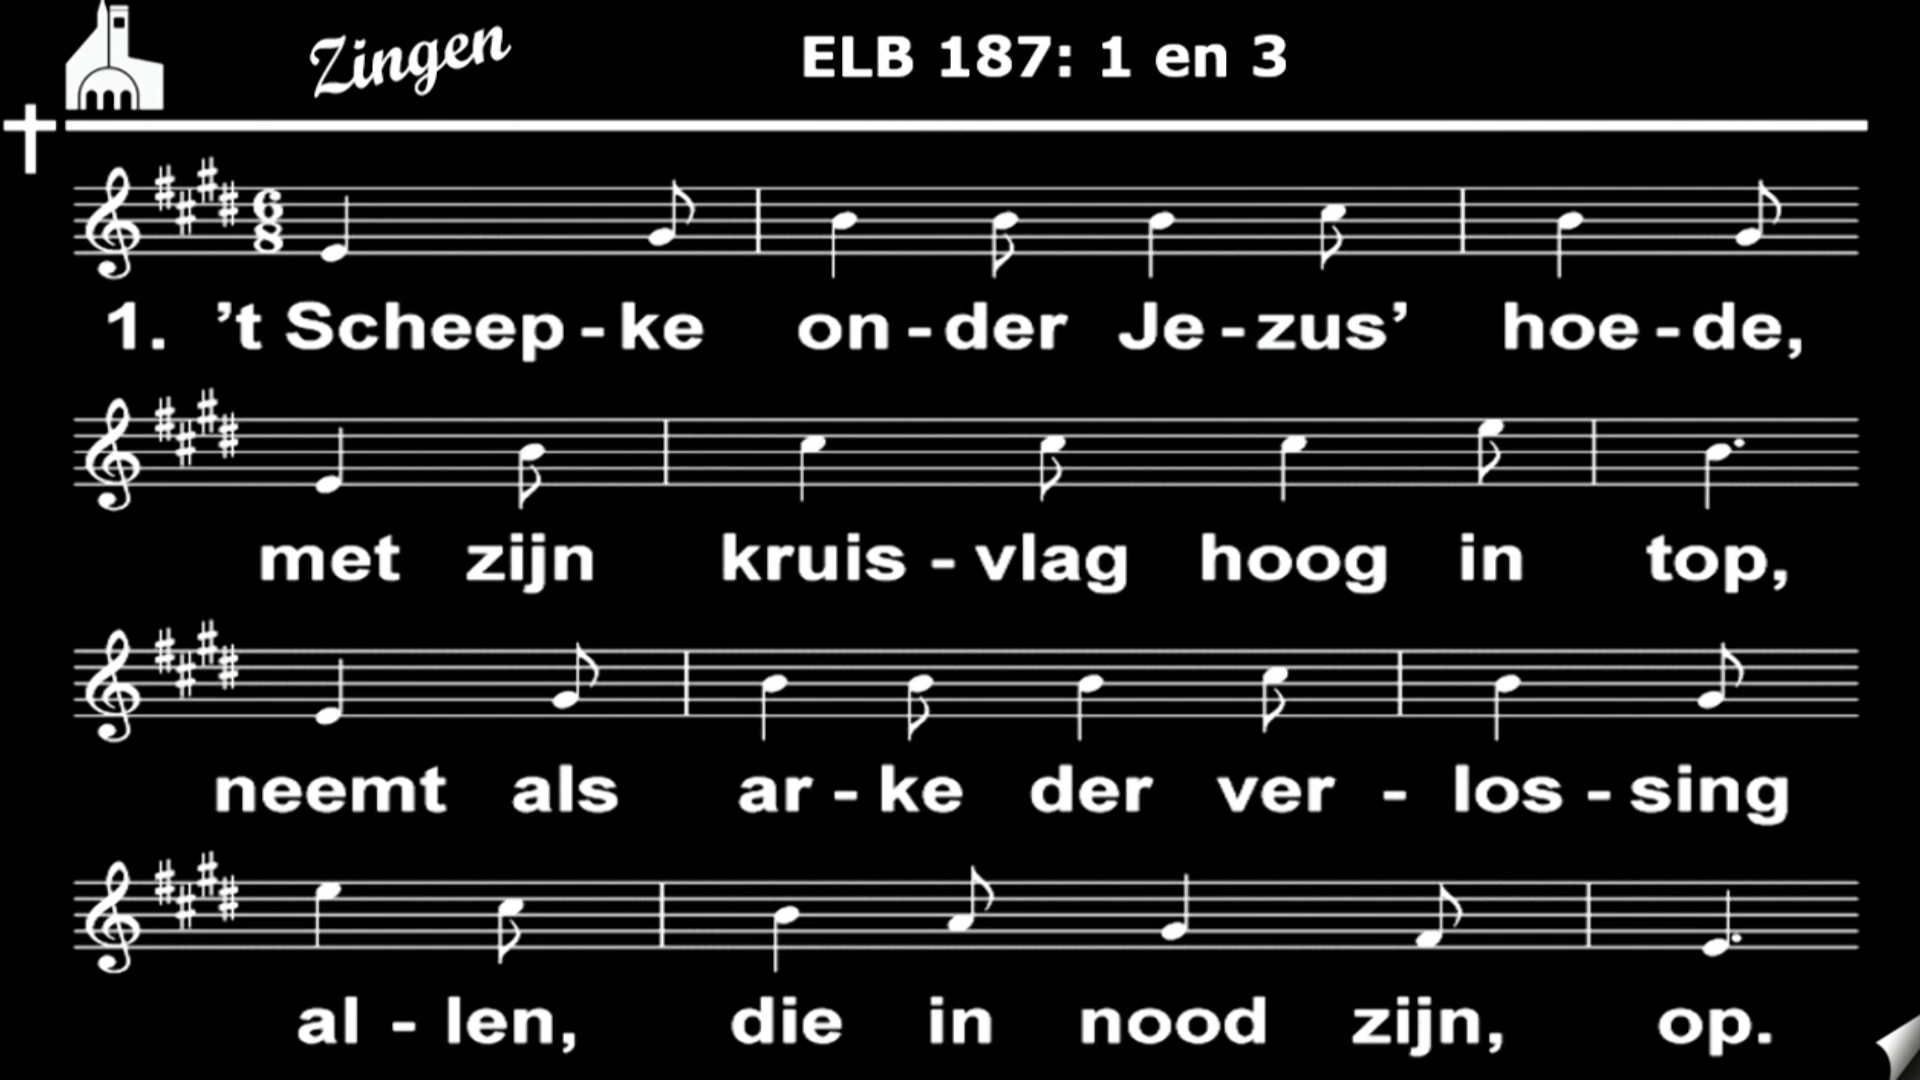 Zingen ELB 187: 1 en 3
1. ’t Scheep - ke on - der Je - zus’ hoe - de,
met zijn kruis - vlag hoog in top,
neemt als ar - ke der ver - los - sing
al - len, die in nood zijn, op.